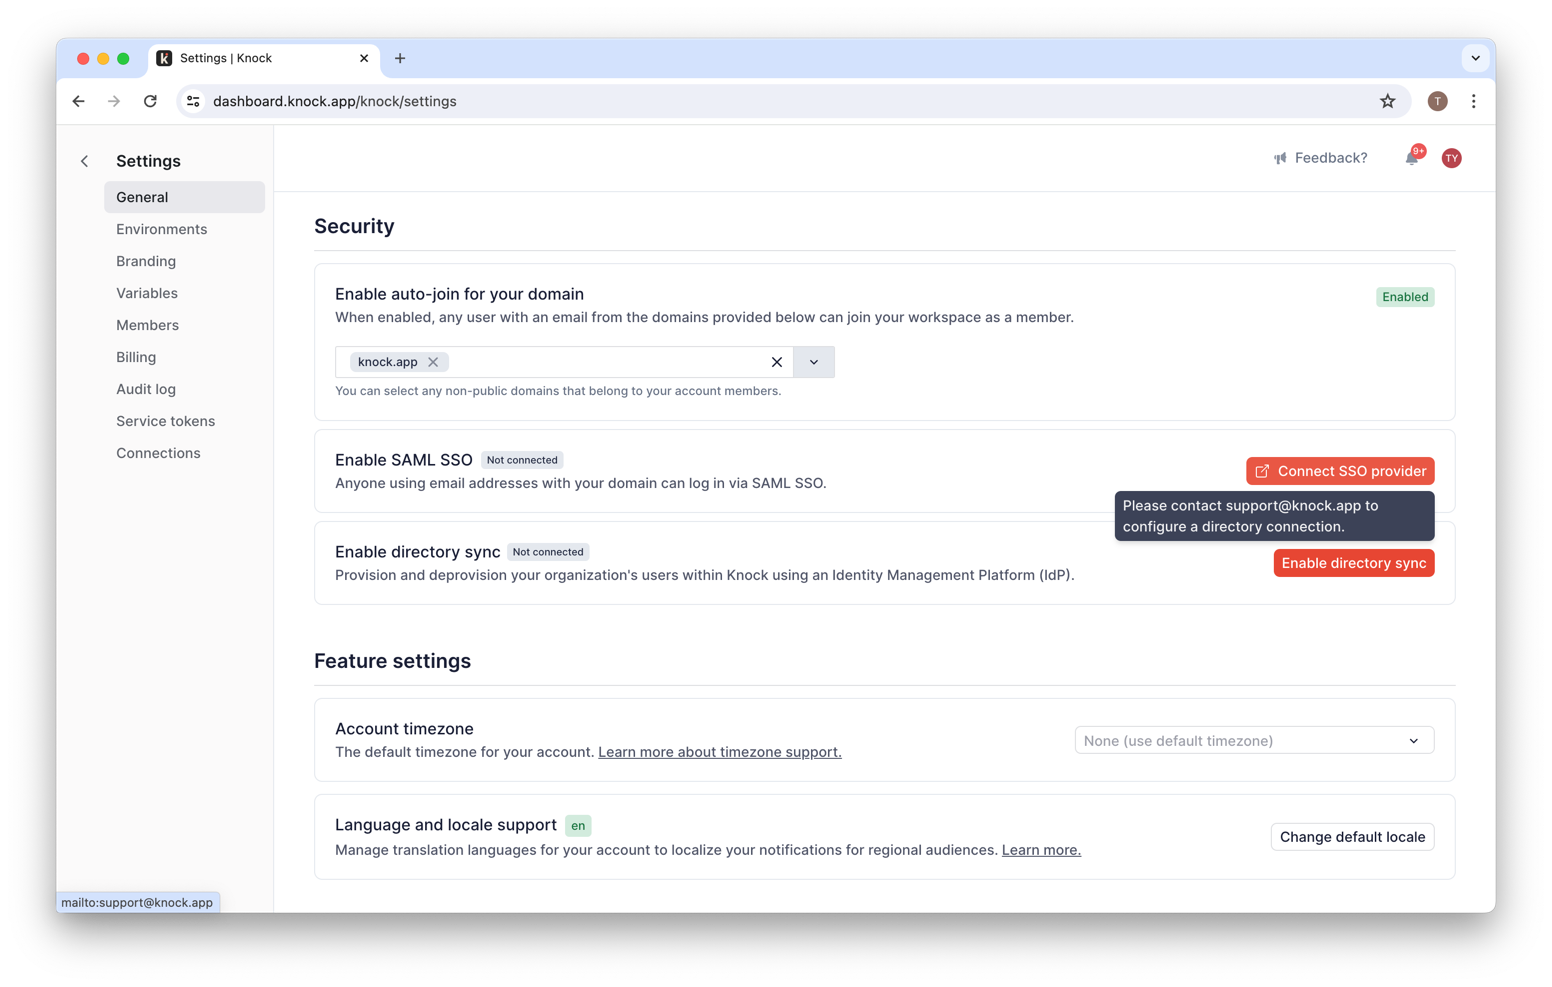 Settings | Knock
dashboard.knock.app/knock/settings
T
Settings
General
Environments
Branding
Variables
Members
Billing
Audit log
Service tokens
Connections
Feedback?
9+
TY
Security
Enable auto-join for your domain
Enabled
When enabled, any user with an email from the domains provided below can join your workspace as a member.
knock.app
You can select any non-public domains that belong to your account members.
Enable SAML SSO Not connected
Anyone using email addresses with your domain can log in via SAML SSO.
Connect SSO provider
Please contact support@knock.app to
configure a directory connection.
Enable directory sync Not connected
Provision and deprovision your organization's users within Knock using an Identity Management Platform (IdP).
Enable directory sync
Feature settings
Account timezone
The default timezone for your account. Learn more about timezone support.
None (use default timezone)
Language and locale support en
Manage translation languages for your account to localize your notifications for regional audiences. Learn more.
Change default locale
mailto:support@knock.app